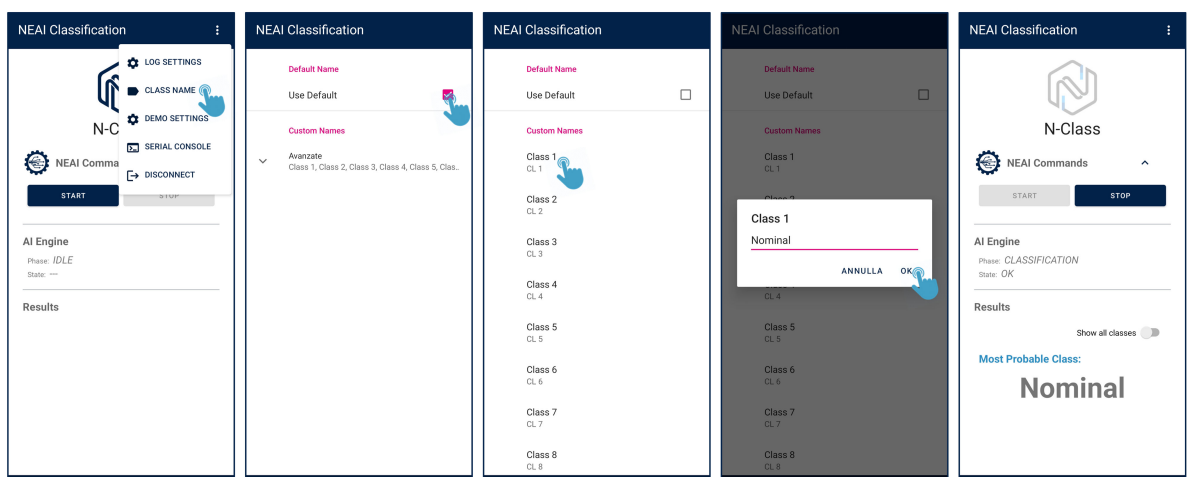 NEAI Classification
LOG SETTINGS
CLASS NAME
DEMO SETTINGS
SERIAL CONSOLE
DISCONNECT
N-C
NEAI Comma
START
STOP
AI Engine
Phase: IDLE
State: —
Results
NEAI Classification
Default Name
Use Default
Custom Names
Avanzate
Class 1, Class 2, Class 3, Class 4, Class 5, Clas..
NEAI Classification
Default Name
Use Default
Custom Names
Class 1
CL 1
Class 2
CL 2
Class 3
CL 3
Class 4
CL 4
Class 5
CL 5
Class 6
CL 6
Class 7
CL 7
Class 8
CL 8
NEAI Classification
Default Name
Use Default
Custom Names
Class 1
CL 1
Class 2
Class 1
Nominal
ANNULLA OK
CL 4
Class 5
CL 5
Class 6
CL 6
Class 7
CL 7
Class 8
CL 8
NEAI Classification
N-Class
NEAI Commands
START STOP
AI Engine
Phase: CLASSIFICATION
State: OK
Results
Show all classes
Most Probable Class:
Nominal